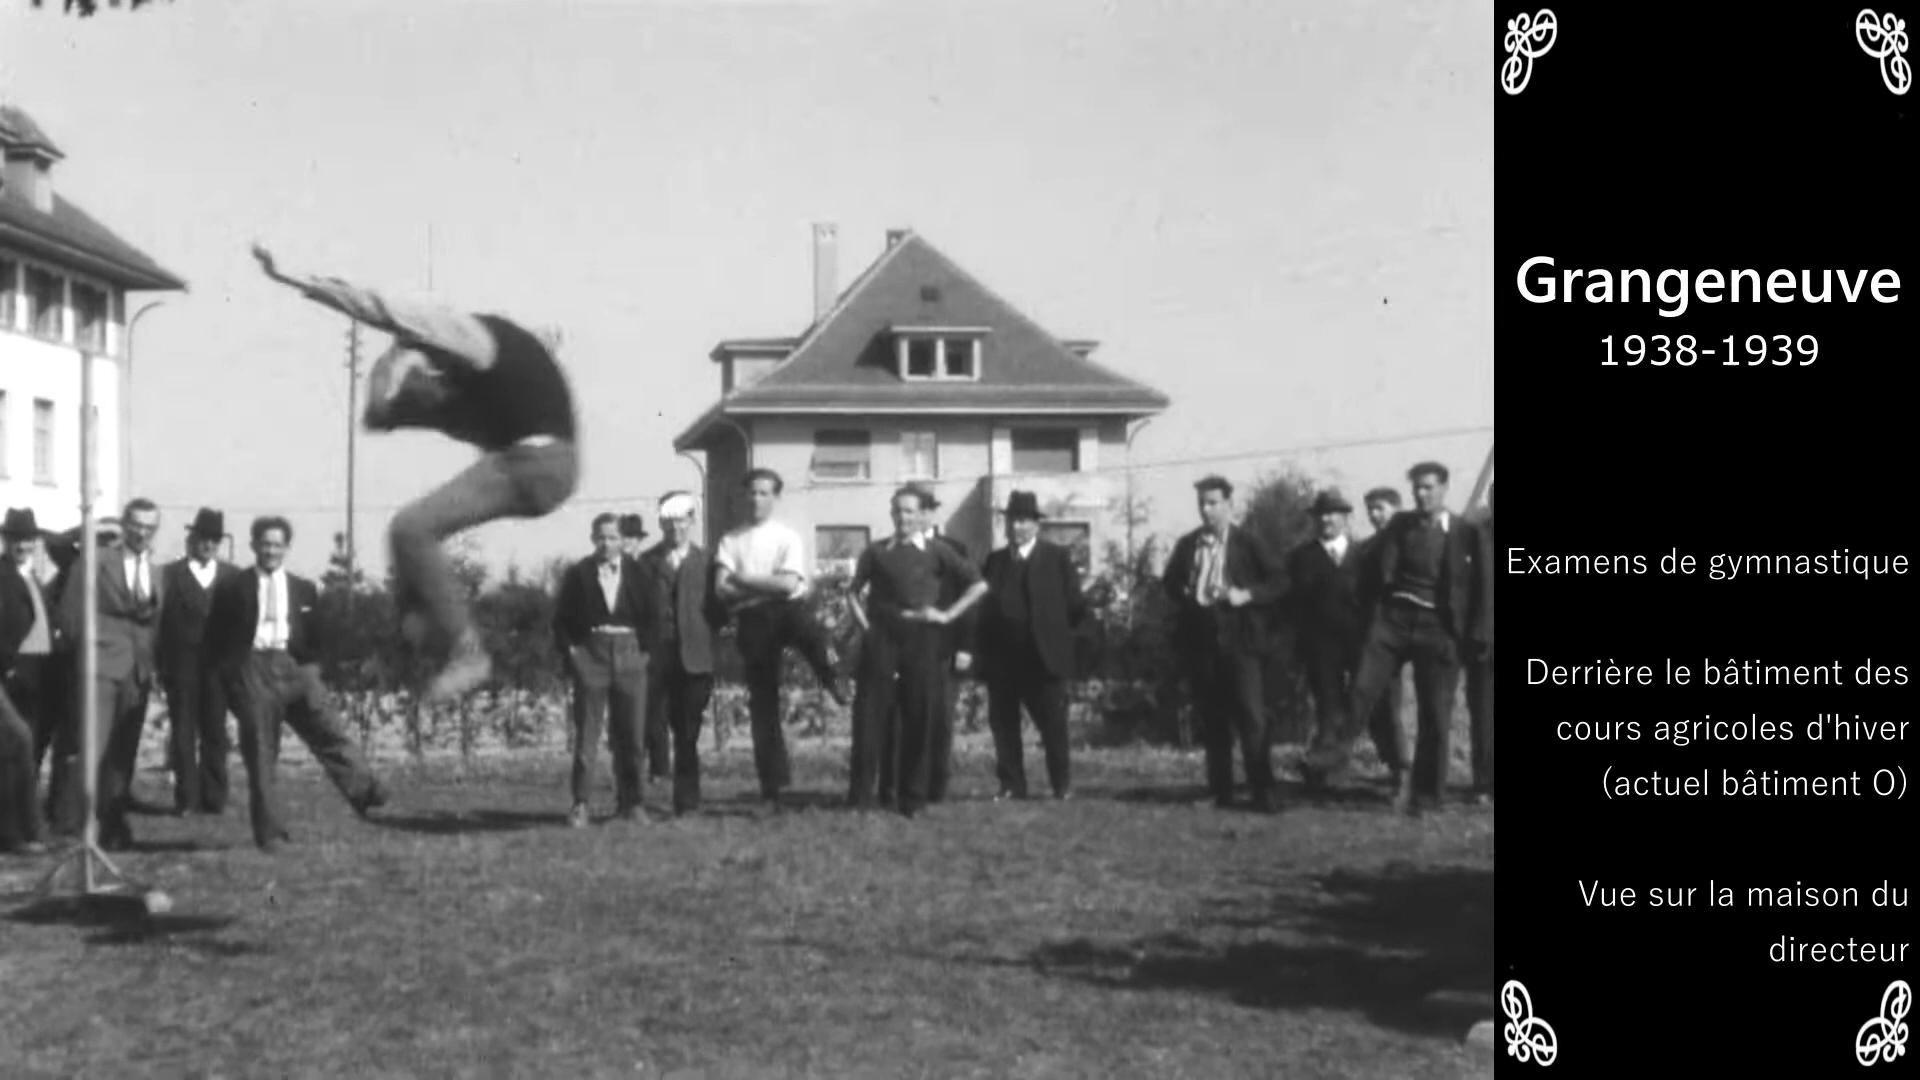 Grangeneuve
1938-1939
Examens de gymnastique
Derrière le bâtiment des
cours agricoles d'hiver
(actuel bâtiment O)
Vue sur la maison du
directeur